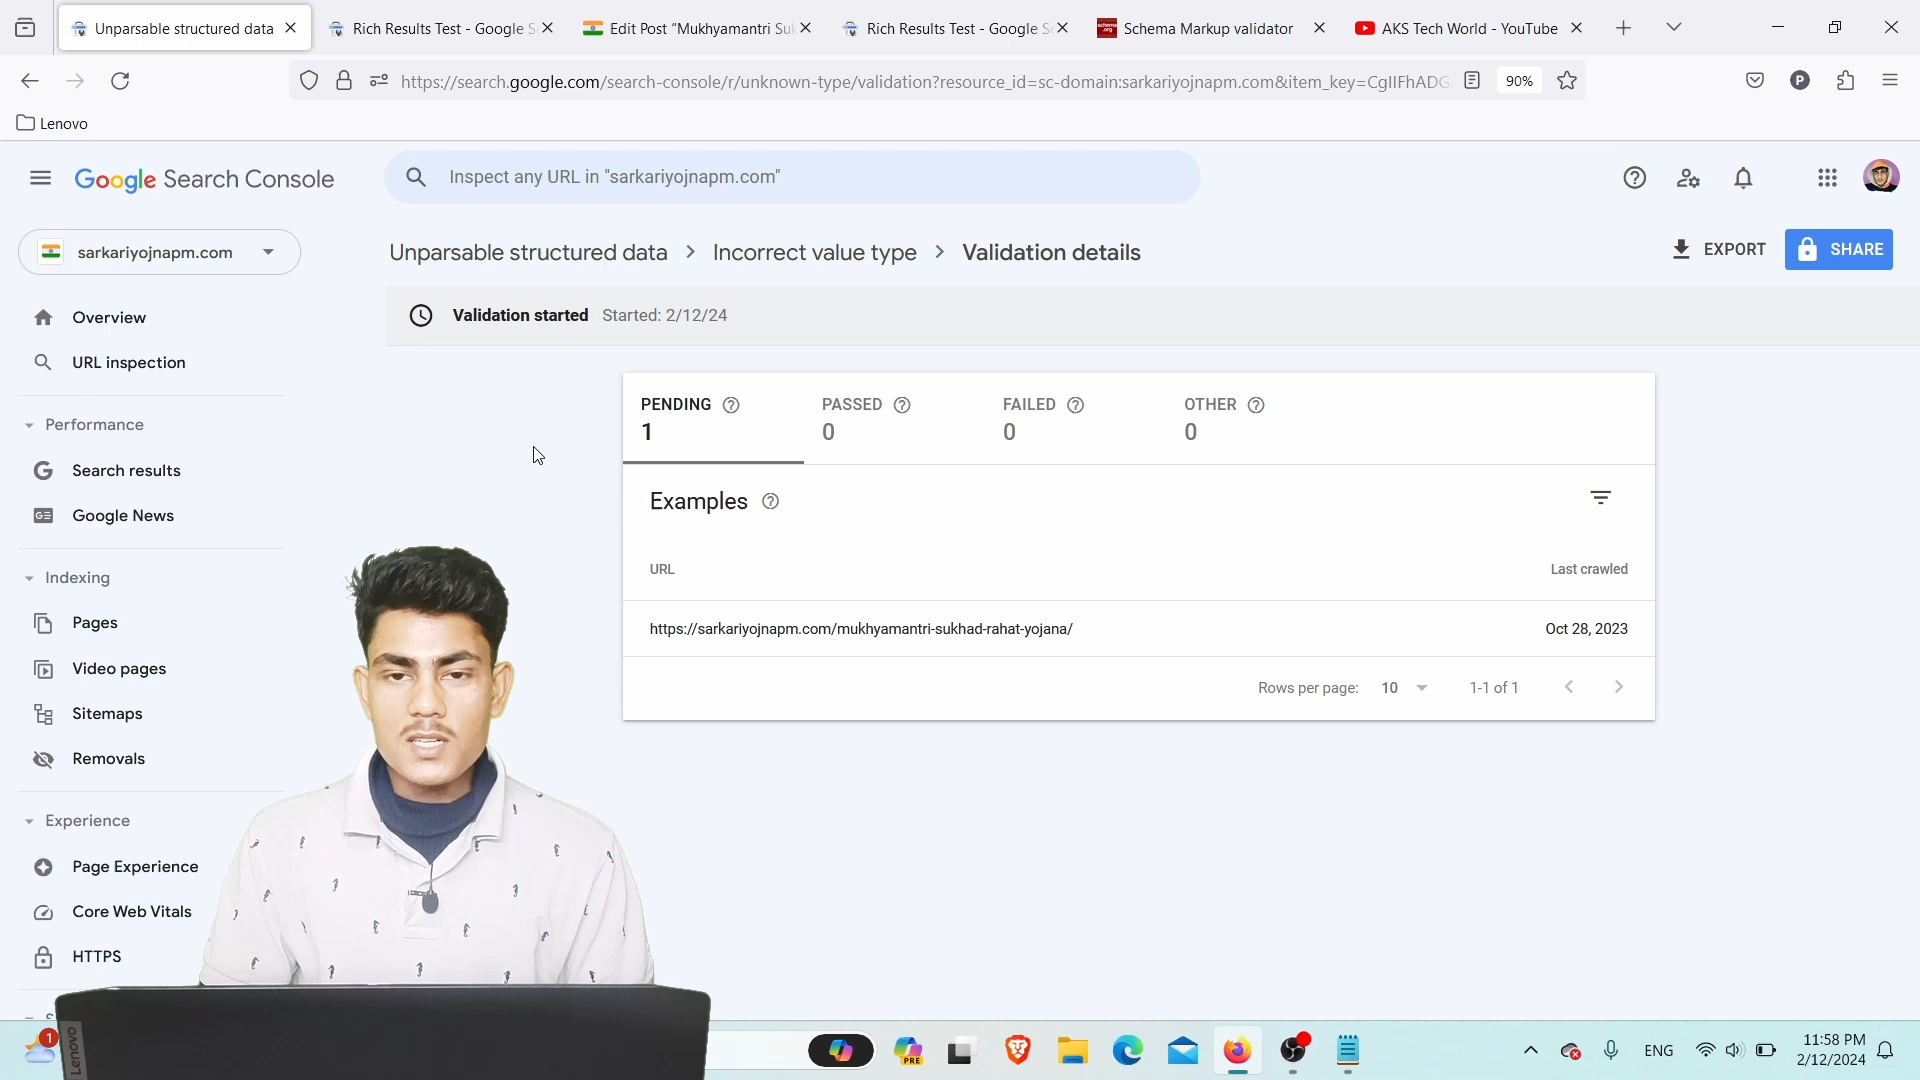 Unparsable structured data
Rich Results Test - Google S
Edit Post "Mukhyamantri Suk
Rich Results Test - Google Se
Schema Markup validator
AKS Tech World - YouTube
https://search.google.com/search-console/r/unknown-type/validation?resource_id=sc-domain:sarkariyojnapm.com&item_key=CgIIFhADG
90%
P
Lenovo
Google Search Console
Inspect any URL in "sarkariyojnapm.com"
sarkariyojnapm.com
Unparsable structured data > Incorrect value type > Validation details
EXPORT
SHARE
Validation started Started: 2/12/24
Overview
URL inspection
Performance
Search results
Google News
Indexing
Pages
Video pages
Sitemaps
Removals
Experience
Page Experience
Core Web Vitals
HTTPS
PENDING
1
PASSED
0
FAILED
0
OTHER
0
Examples
URL
Last crawled
https://sarkariyojnapm.com/mukhyamantri-sukhad-rahat-yojana/
Oct 28, 2023
Rows per page: 10
1-1 of 1
Lenovo
1
PRE
ENG
11:58 PM
2/12/2024